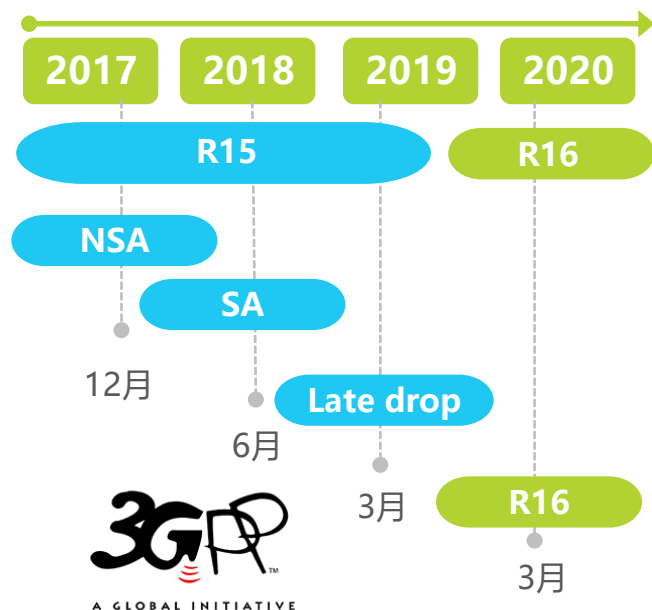 2017 2018 2019 2020
R15 R16
NSA
SA
12月
Late drop
6月
3月
R16
3GPP
TM
3月
A GLOBAL INITIATIVE